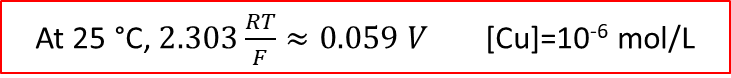 At 25 °C, 2.303 RT/F ≈ 0.059 V [Cu]=10⁻⁶ mol/L